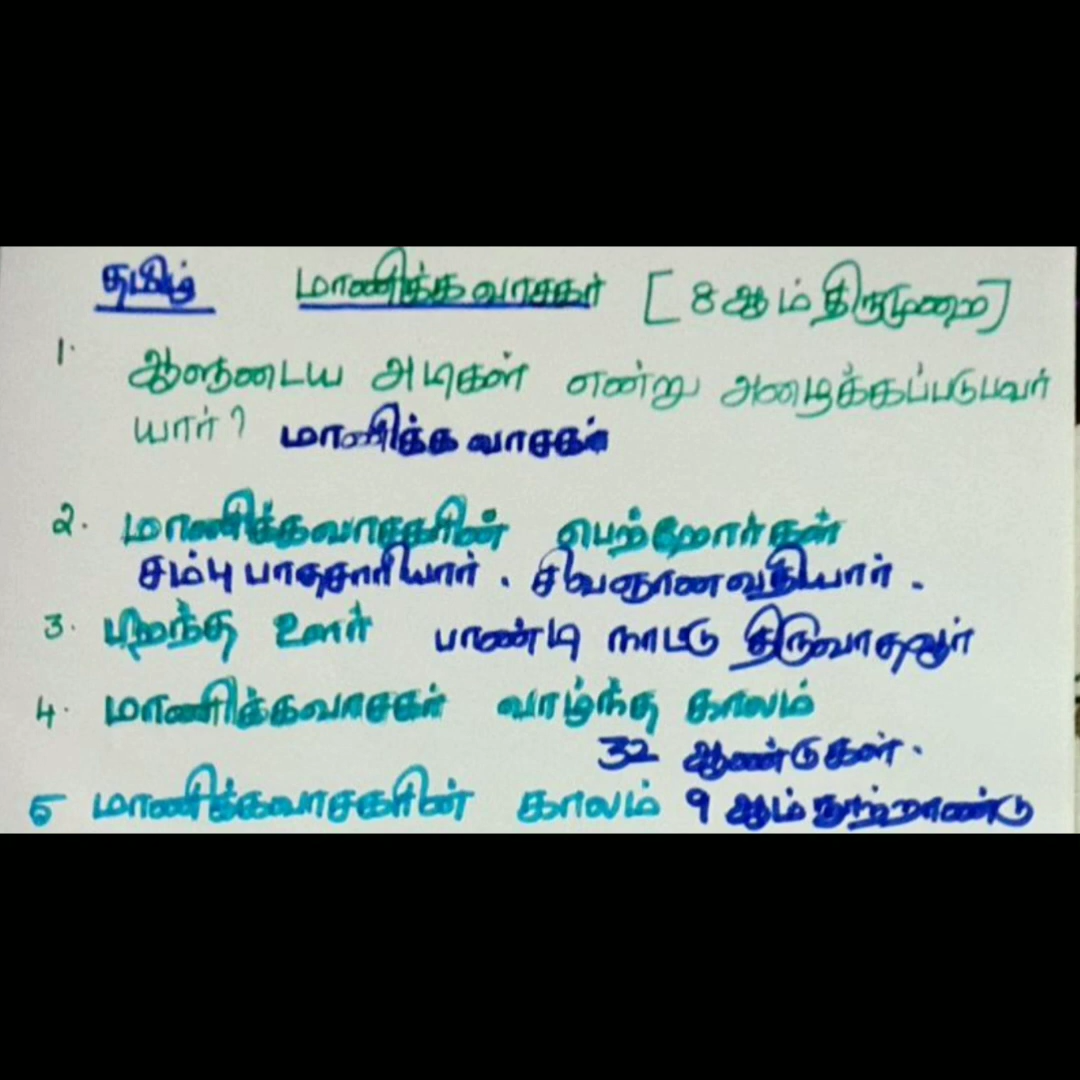 தமிழ் மாணிக்கவாசகர் [8 ஆம் திருமுறை]
1. ஆளுடைய அடிகள் என்று அழைக்கப்படுபவர்
யார்? மாணிக்க வாசகர்
2. மாணிக்கவாசகரின் பெற்றோர்கள்
சம்பு பாதசாரியார். சிவஞானவதியார்.
3. பிறந்த ஊர் பாண்டி நாட்டு திருவாதவூர்
4. மாணிக்கவாசகர் வாழ்ந்த காலம்
32 ஆண்டுகள்.
5 மாணிக்கவாசகரின் காலம் 9 ஆம் நூற்றாண்டு